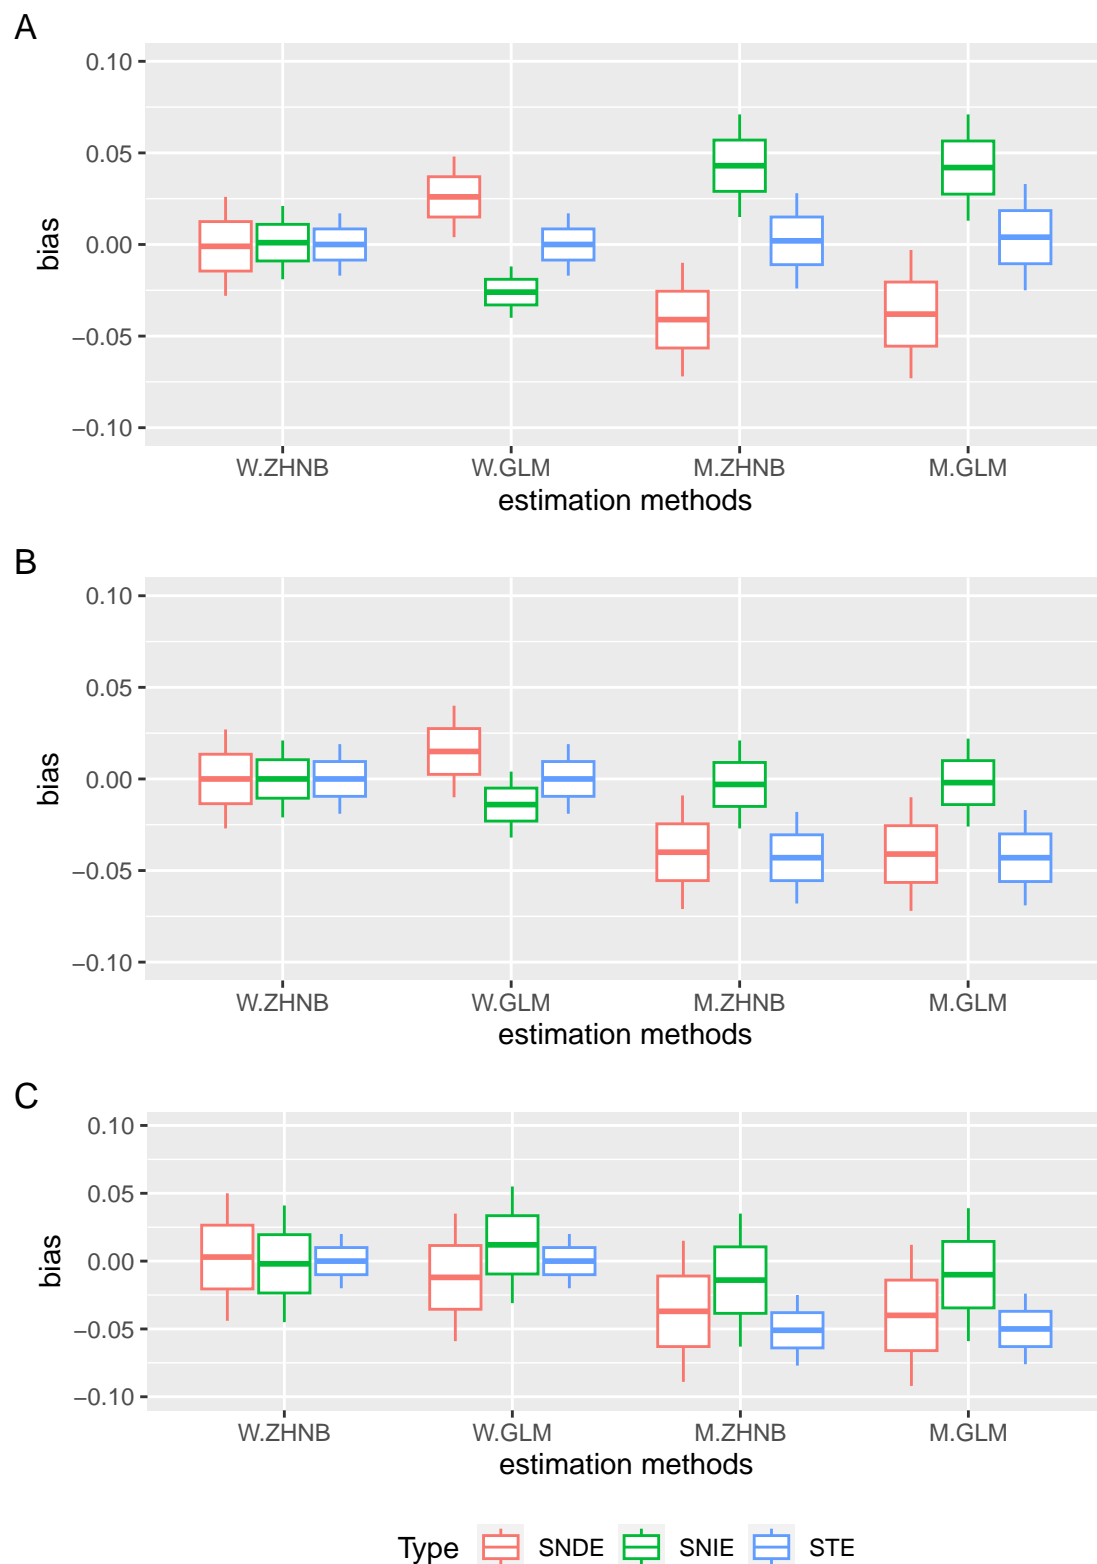 A
0.10
0.05
0.00
−0.05
−0.10
bias
W.ZHNB W.GLM M.ZHNB M.GLM
estimation methods
B
0.10
0.05
0.00
−0.05
−0.10
bias
W.ZHNB W.GLM M.ZHNB M.GLM
estimation methods
C
0.10
0.05
0.00
−0.05
−0.10
bias
W.ZHNB W.GLM M.ZHNB M.GLM
estimation methods
Type SNDE SNIE STE